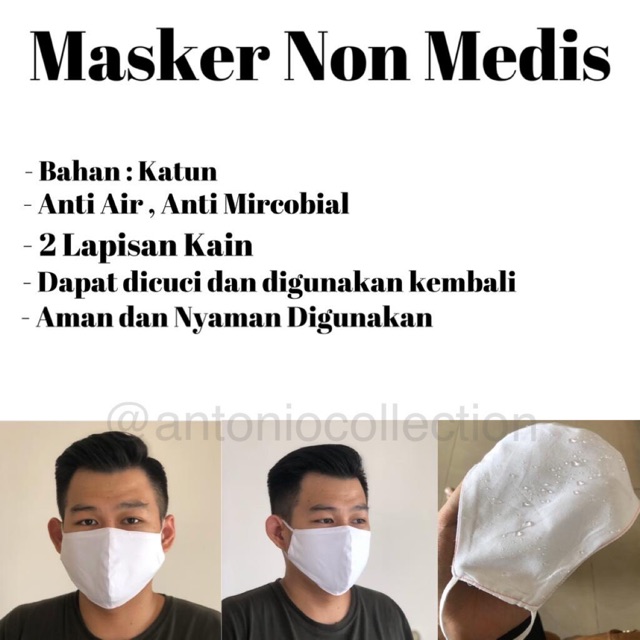 Masker Non Medis
- Bahan : Katun
- Anti Air , Anti Mircobial
- 2 Lapisan Kain
- Dapat dicuci dan digunakan kembali
- Aman dan Nyaman Digunakan
@antoniocollection